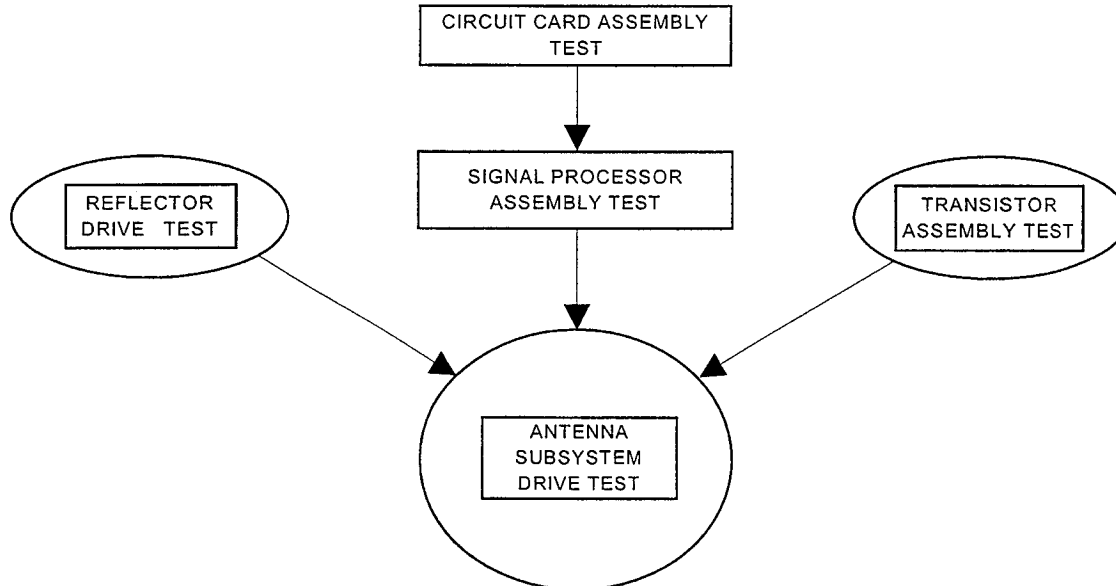 CIRCUIT CARD ASSEMBLY
TEST
SIGNAL PROCESSOR
ASSEMBLY TEST
REFLECTOR
DRIVE TEST
TRANSISTOR
ASSEMBLY TEST
ANTENNA
SUBSYSTEM
DRIVE TEST